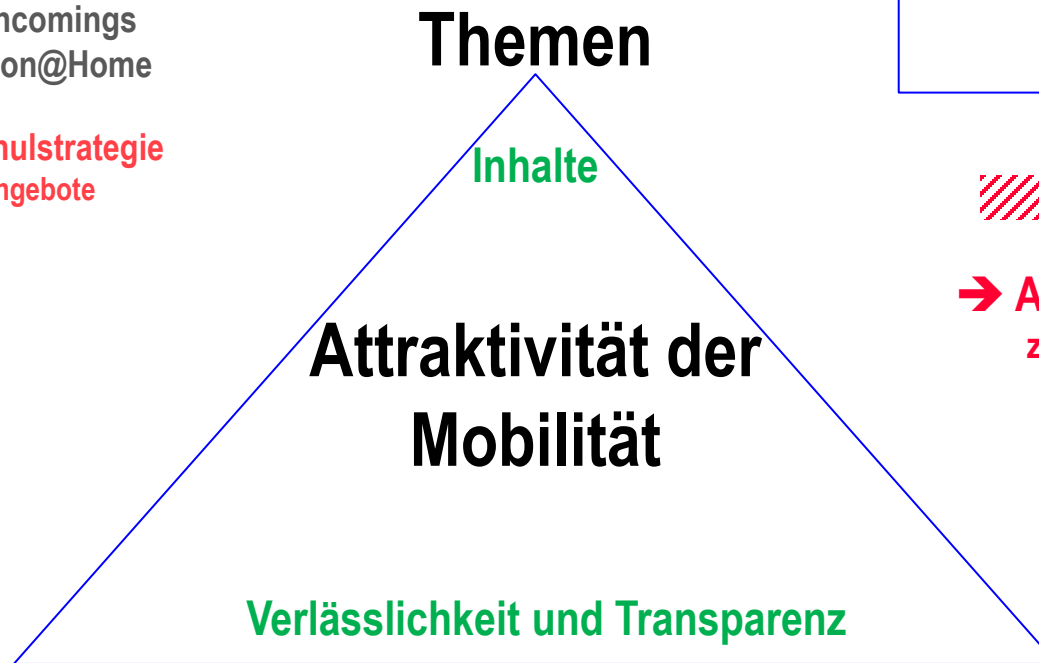 ncomings
on@Home
Themen
hulstrategie
ngebote
Inhalte
➔ A
z
Attraktivität der
Mobilität
Verlässlichkeit und Transparenz